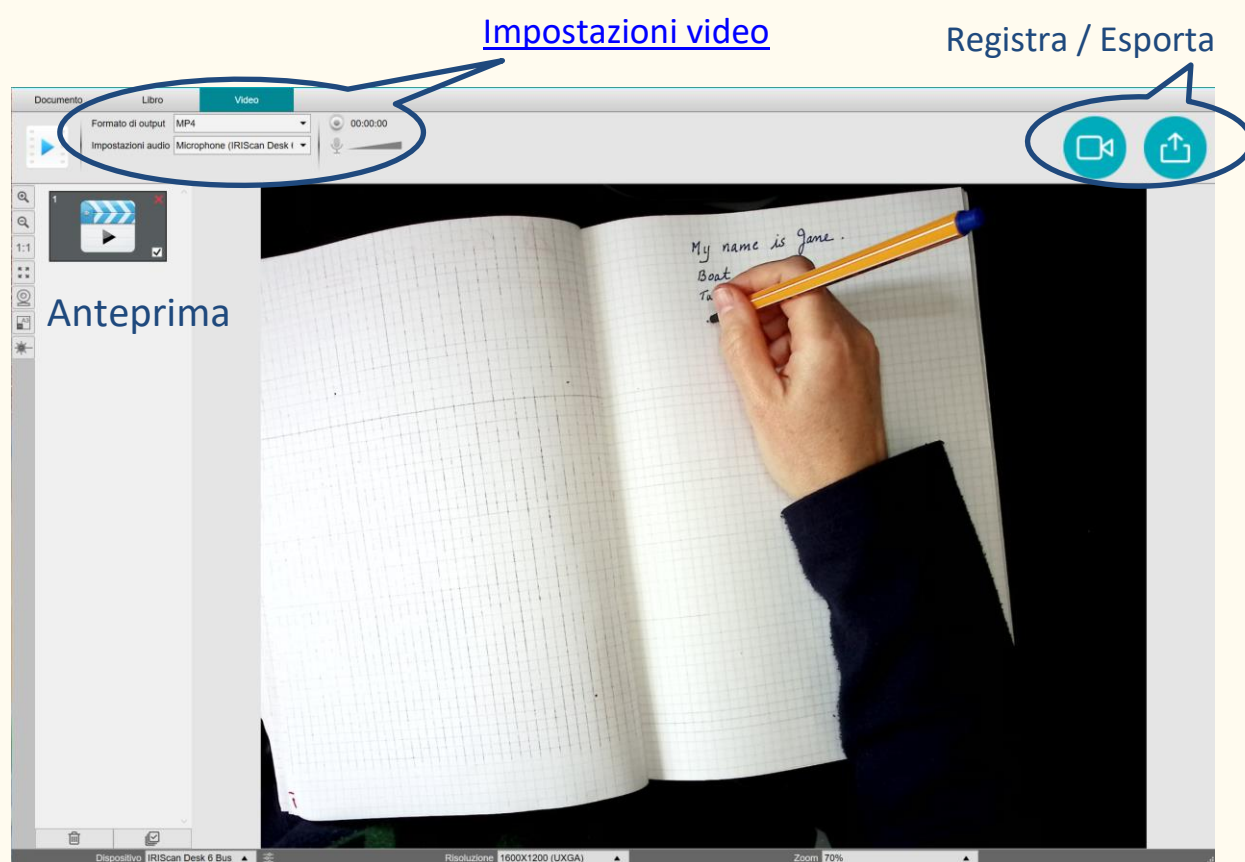 Impostazioni video
Registra / Esporta
Documento Libro Video
Formato di output MP4 00:00:00
Impostazioni audio Microphone (IRIScan Desk
1
1:1
Anteprima
My name is Jane.
Boat
Ta
Dispositivo IRIScan Desk 6 Bus Risoluzione 1600X1200 (UXGA) Zoom 70%